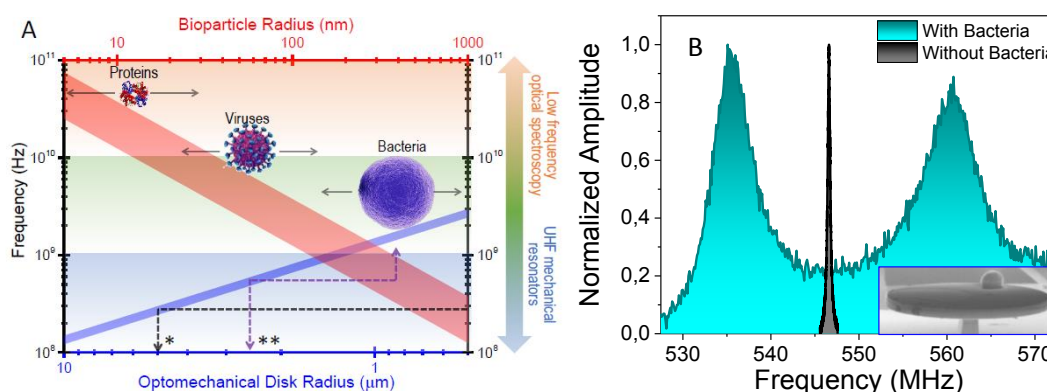 A
Bioparticle Radius (nm)
10
100
1000
10¹¹
10¹¹
Proteins
Viruses
Bacteria
Frequency (Hz)
10¹⁰
10¹⁰
10⁹
10⁹
10⁸
10⁸
*
**
10
1
Optomechanical Disk Radius (μm)
Low frequency
optical spectroscopy
UHF mechanical
resonators
B
With Bacteria
Without Bacteria
Normalized Amplitude
1,0
0,8
0,6
0,4
0,2
0,0
530
540
550
560
570
Frequency (MHz)